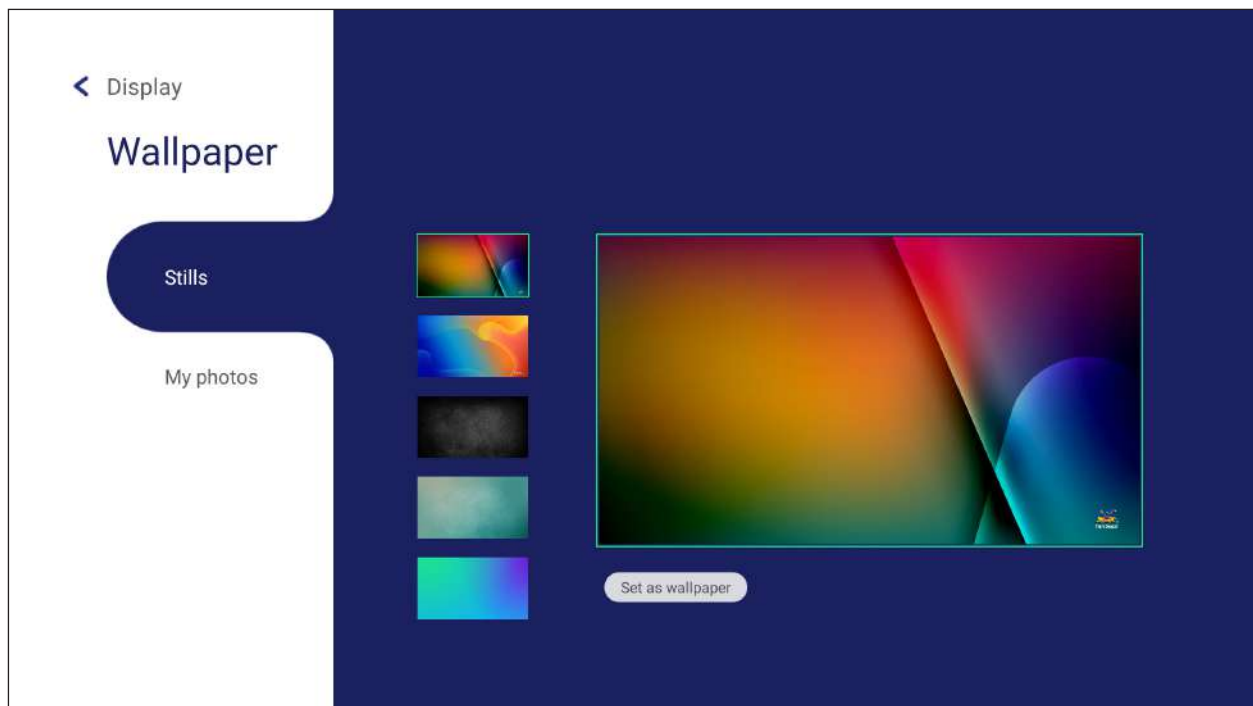 Display
Wallpaper
Stills
My photos
Set as wallpaper